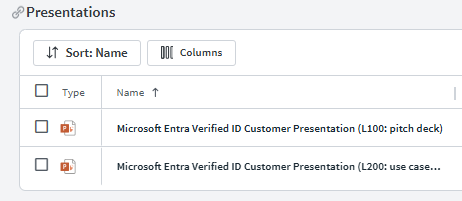 Presentations
Sort: Name
Columns
Type
Name ↑
Microsoft Entra Verified ID Customer Presentation (L100: pitch deck)
Microsoft Entra Verified ID Customer Presentation (L200: use case...